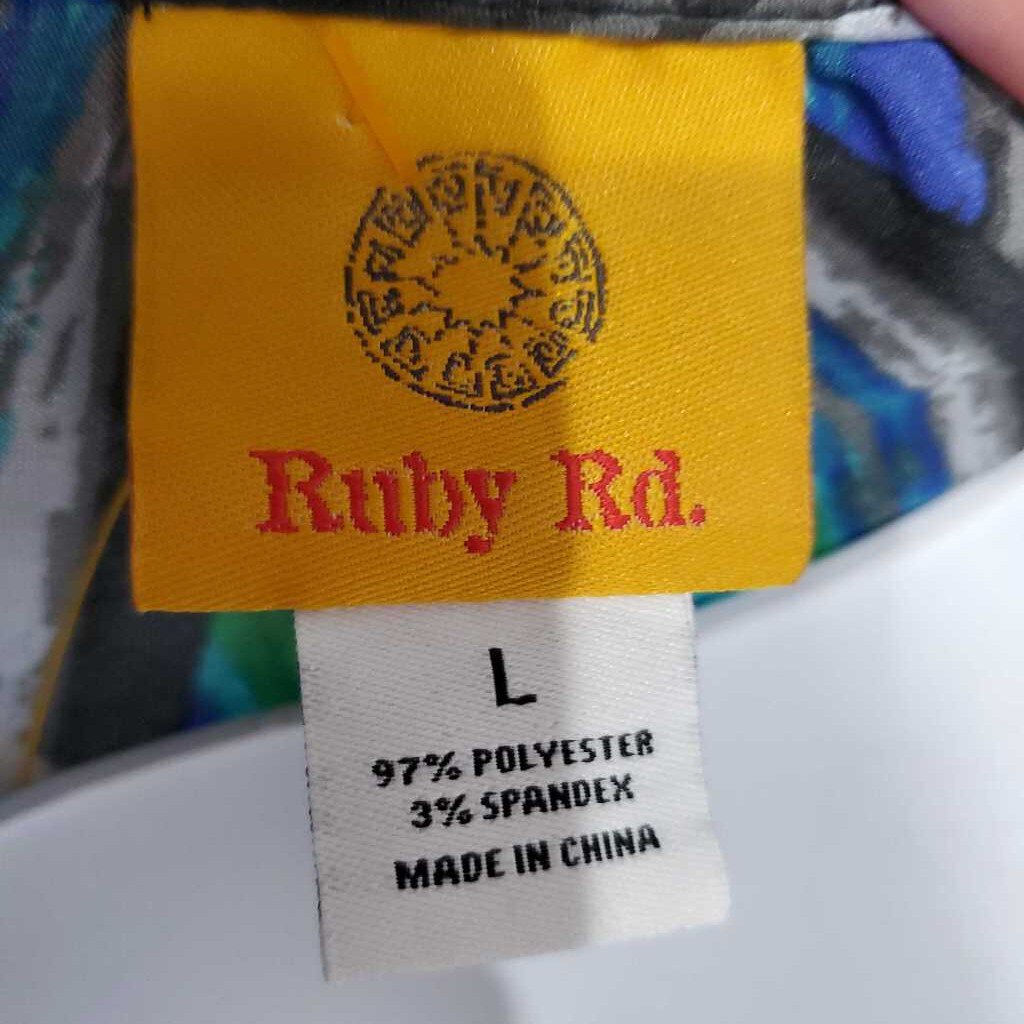 Ruby Rd.
L
97% POLYESTER
3% SPANDEX
MADE IN CHINA